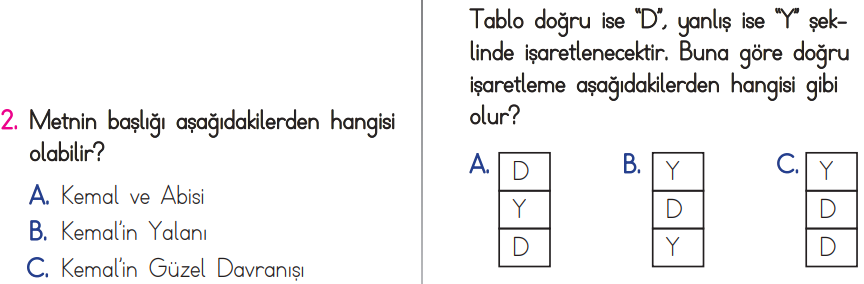 2. Metnin başlığı aşağıdakilerden hangisi
olabilir?
A. Kemal ve Abisi
B. Kemal'in Yalanı
C. Kemal'in Güzel Davranışı
Tablo doğru ise "D", yanlış ise "Y" şek-
linde işaretlenecektir. Buna göre doğru
işaretleme aşağıdakilerden hangisi gibi
olur?
A. D
Y
D
B. Y
D
Y
C. Y
D
D